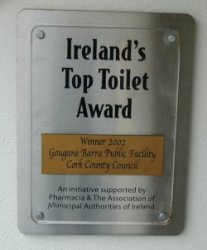 Ireland's
Top Toilet
Award
Winner 2002
Gougane Barra Public Facility
Cork County Council
An initiative supported by
Pharmacia & The Association of
Municipal Authorities of Ireland